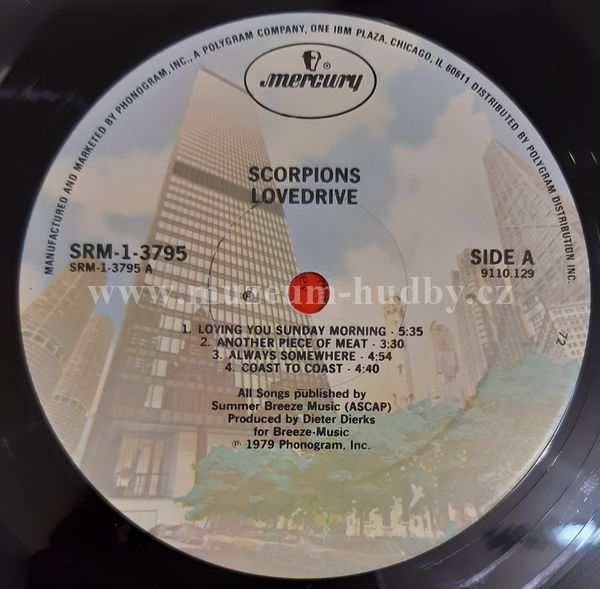 MANUFACTURED AND MARKETED BY PHONOGRAM, INC., A POLYGRAM COMPANY, ONE IBM PLAZA, CHICAGO, IL 60611 DISTRIBUTED BY POLYGRAM DISTRIBUTION INC.
mercury ®
SCORPIONS
LOVEDRIVE
SRM-1-3795
SRM-1-3795 A
SIDE A
9110.129
www.muzeum-hudby.cz
℗
1. LOVING YOU SUNDAY MORNING - 5:35
2. ANOTHER PIECE OF MEAT - 3:30
3. ALWAYS SOMEWHERE - 4:54
4. COAST TO COAST - 4:40
72
All Songs published by
Summer Breeze Music (ASCAP)
Produced by Dieter Dierks
for Breeze-Music
℗ 1979 Phonogram, Inc.